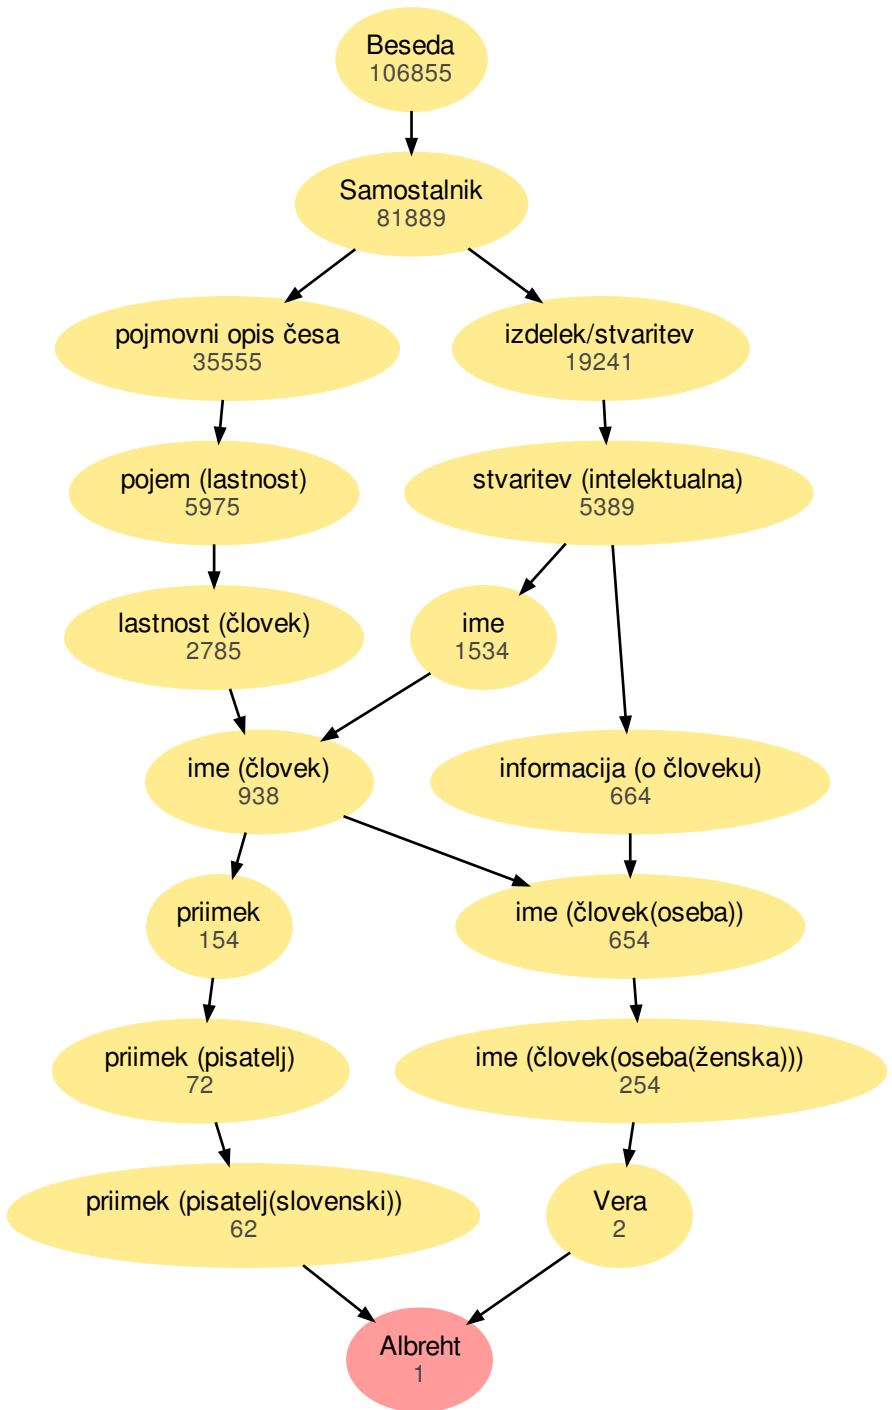 Beseda
106855
Samostalnik
81889
pojmovni opis česa
35555
izdelek/stvaritev
19241
pojem (lastnost)
5975
stvaritev (intelektualna)
5389
lastnost (človek)
2785
ime
1534
ime (človek)
938
informacija (o človeku)
664
priimek
154
ime (človek(oseba))
654
priimek (pisatelj)
72
ime (človek(oseba(ženska)))
254
priimek (pisatelj(slovenski))
62
Vera
2
Albreht
1